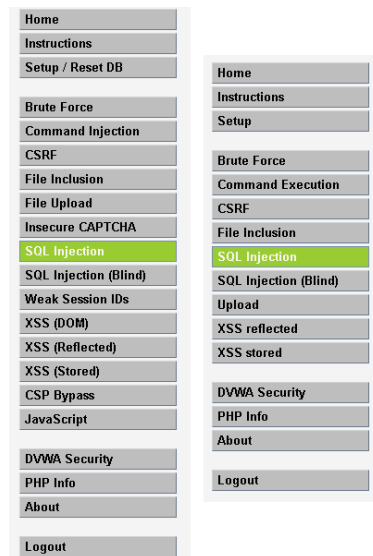 Home
Instructions
Setup / Reset DB
Brute Force
Command Injection
CSRF
File Inclusion
File Upload
Insecure CAPTCHA
SQL Injection
SQL Injection (Blind)
Weak Session IDs
XSS (DOM)
XSS (Reflected)
XSS (Stored)
CSP Bypass
JavaScript
DVWA Security
PHP Info
About
Logout
Home
Instructions
Setup
Brute Force
Command Execution
CSRF
File Inclusion
SQL Injection
SQL Injection (Blind)
Upload
XSS reflected
XSS stored
DVWA Security
PHP Info
About
Logout